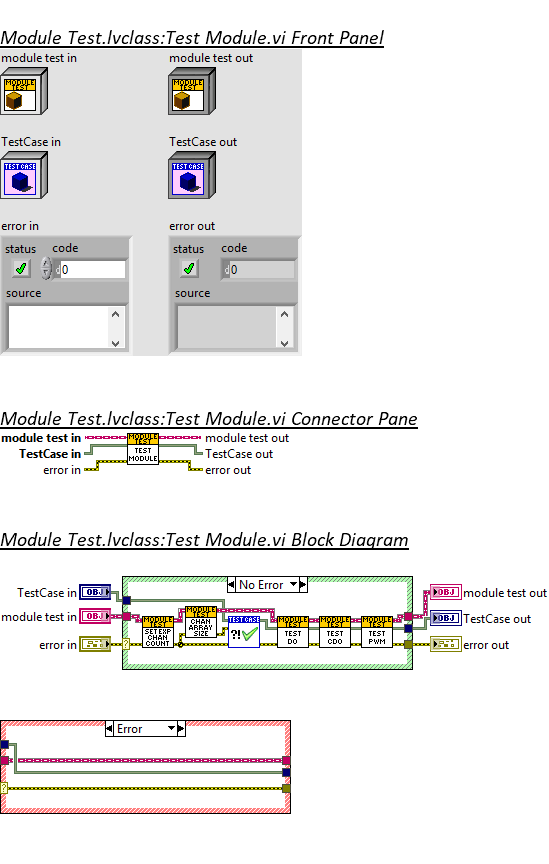 Module Test.lvclass:Test Module.vi Front Panel
module test in module test out
MODULE TEST MODULE TEST
TestCase in TestCase out
TEST CASE TEST CASE
error in error out
status code status code
d 0 d 0
source source
Module Test.lvclass:Test Module.vi Connector Pane
module test in MODULE TEST module test out
TestCase in TEST MODULE TestCase out
error in error out
Module Test.lvclass:Test Module.vi Block Diagram
No Error
TestCase in OBJ OBJ module test out
module test in OBJ OBJ TestCase out
MODULE TEST SETEXP CHAN COUNT
MODULE TEST CHAN ARRAY SIZE
TEST CASE ?!
MODULE TEST TEST DO
MODULE TEST TEST CDO
MODULE TEST TEST PWM
error in ? error out
Error
?